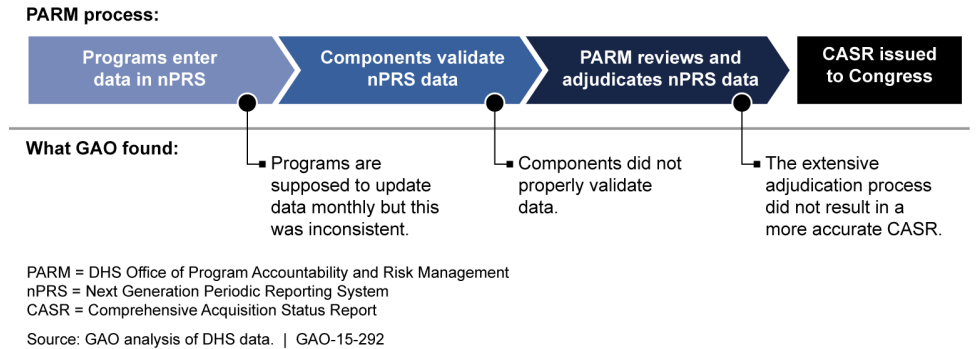 PARM process:
Programs enter
data in nPRS
Components validate
nPRS data
PARM reviews and
adjudicates nPRS data
CASR issued
to Congress
What GAO found:
Programs are
supposed to update
data monthly but this
was inconsistent.
Components did not
properly validate
data.
The extensive
adjudication process
did not result in a
more accurate CASR.
PARM = DHS Office of Program Accountability and Risk Management
nPRS = Next Generation Periodic Reporting System
CASR = Comprehensive Acquisition Status Report
Source: GAO analysis of DHS data. | GAO-15-292